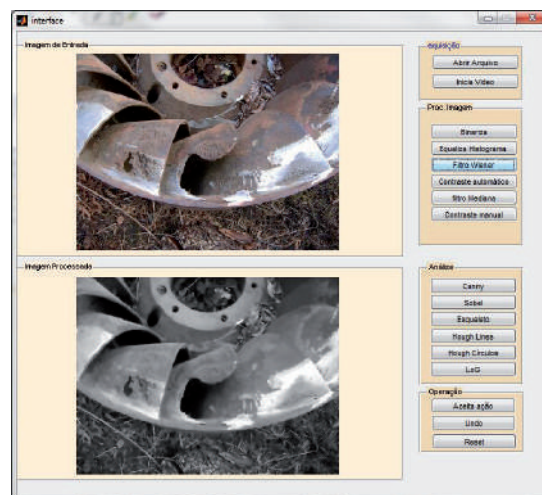 interface
Imagem de Entrada
Imagem Processada
aquisição
Abrir Arquivo
Inicia Video
Proc. Imagem
Binariza
Equaliza Histograma
Filtro Wiener
Contraste automático
filtro Mediana
Contraste manual
Análise
Canny
Sobel
Esqueleto
Hough Lines
Hough Circulos
LoG
Operação
Aceita ação
Undo
Reset